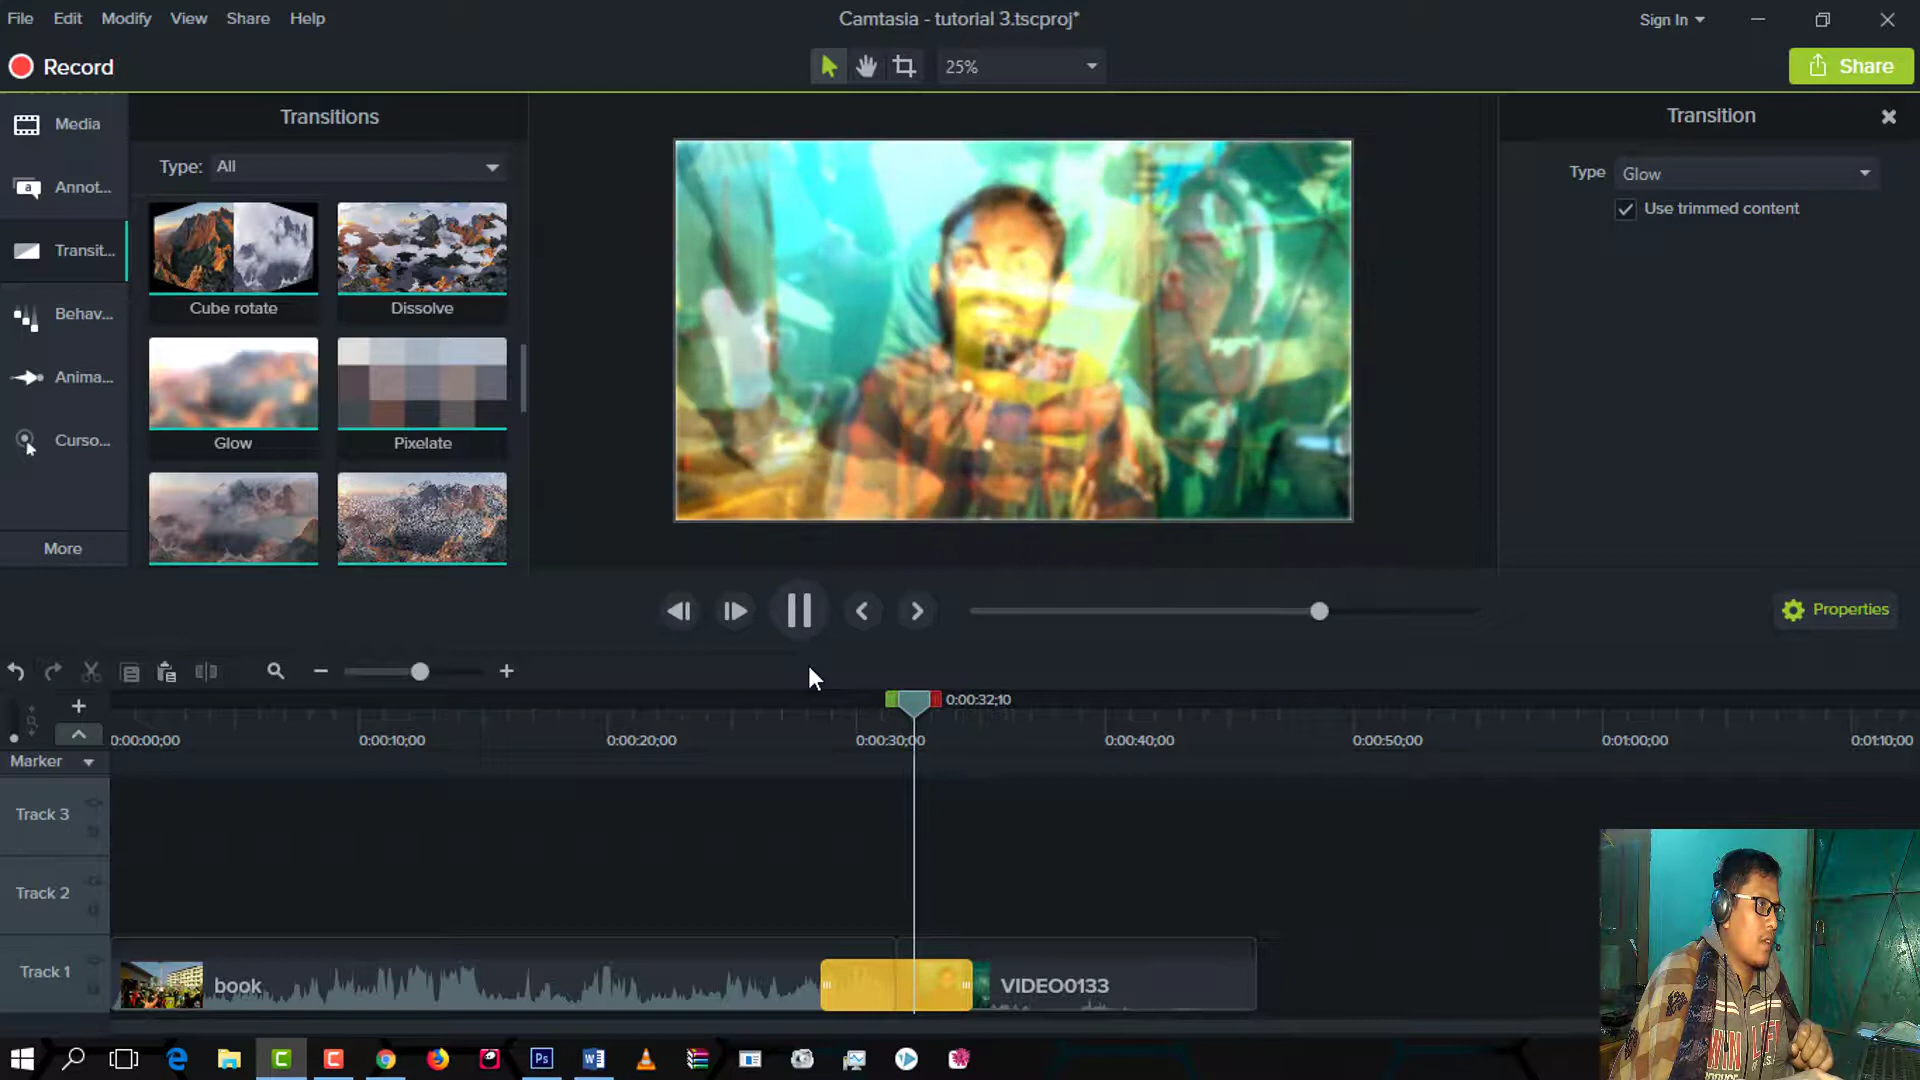 File Edit Modify View Share Help
Camtasia - tutorial 3.tscproj*
Sign In
Record
25%
Share
Media
Annot...
Transit...
Behav...
Anima...
Curso...
More
Transitions
Type: All
Cube rotate
Dissolve
Glow
Pixelate
Transition
Type Glow
Use trimmed content
Properties
0:00:32;10
0:00:00;00 0:00:10;00 0:00:20;00 0:00:30;00 0:00:40;00 0:00:50;00 0:01:00;00 0:01:10;00
Marker
Track 3
Track 2
Track 1
book
VIDEO0133